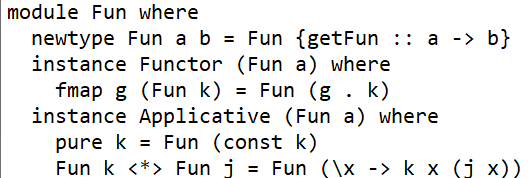 module Fun where
  newtype Fun a b = Fun {getFun :: a -> b}
  instance Functor (Fun a) where
    fmap g (Fun k) = Fun (g . k)
  instance Applicative (Fun a) where
    pure k = Fun (const k)
    Fun k <*> Fun j = Fun (\x -> k x (j x))